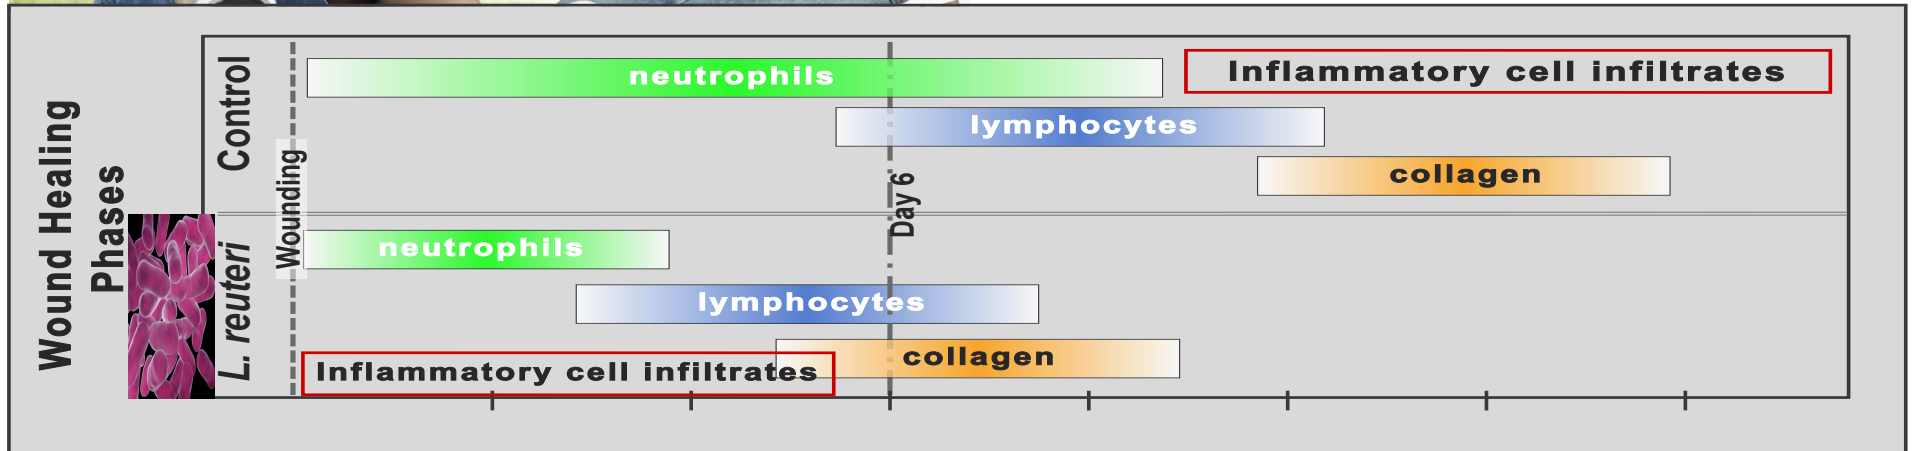 Wound Healing
Phases
Control
neutrophils
Inflammatory cell infiltrates
lymphocytes
collagen
Wounding
Day 6
L. reuteri
neutrophils
lymphocytes
collagen
Inflammatory cell infiltrates